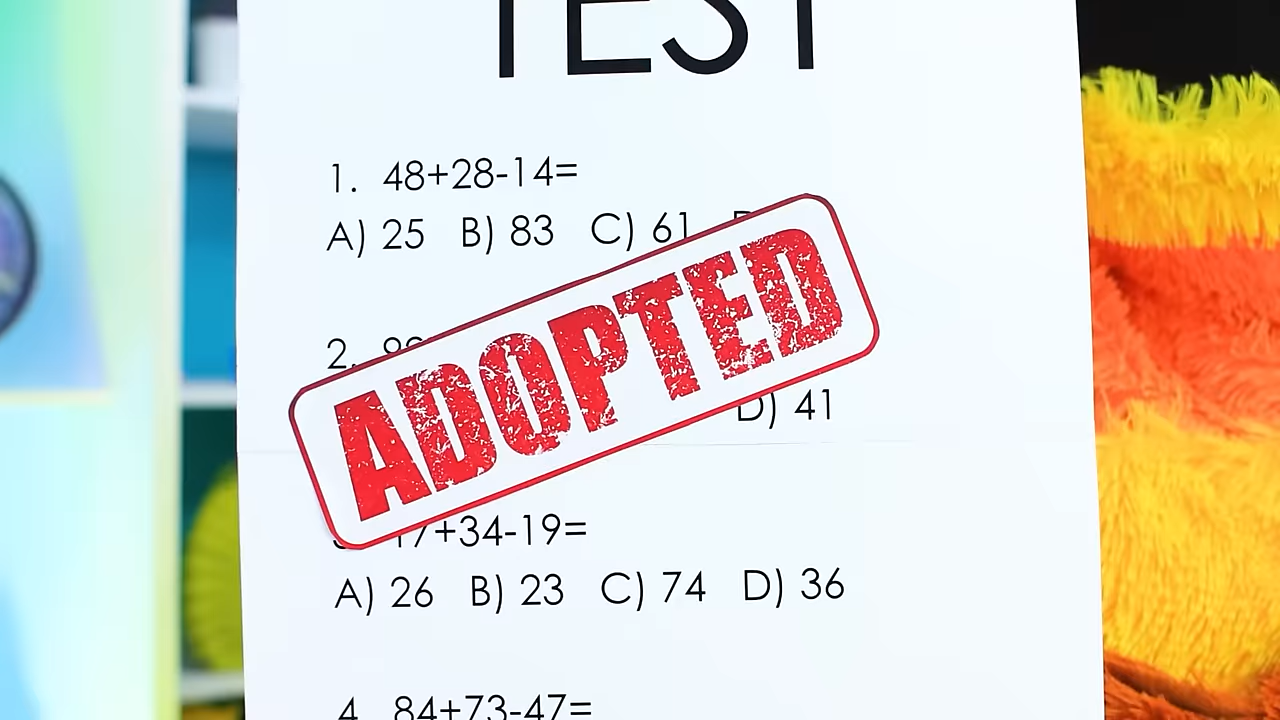 TEST
1. 48+28-14=
A) 25 B) 83 C) 61
2.
ADOPTED
D) 41
+34-19=
A) 26 B) 23 C) 74 D) 36
4. 84+73-47=